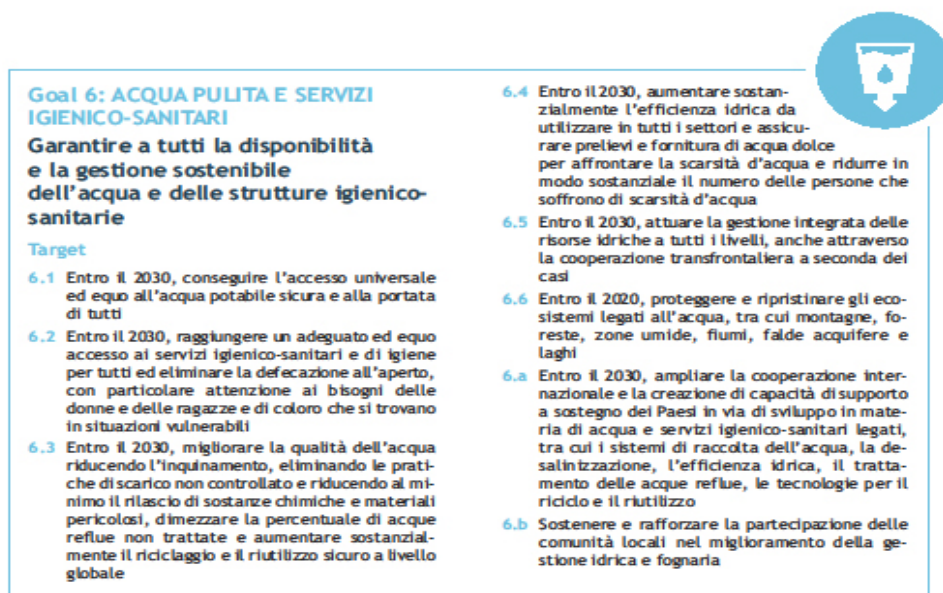 Goal 6: ACQUA PULITA E SERVIZI
IGIENICO-SANITARI
Garantire a tutti la disponibilità
e la gestione sostenibile
dell'acqua e delle strutture igienico-
sanitarie
Target
6.1 Entro il 2030, conseguire l'accesso universale
ed equo all'acqua potabile sicura e alla portata
di tutti
6.2 Entro il 2030, raggiungere un adeguato ed equo
accesso ai servizi igienico-sanitari e di igiene
per tutti ed eliminare la defecazione all'aperto,
con particolare attenzione ai bisogni delle
donne e delle ragazze e di coloro che si trovano
in situazioni vulnerabili
6.3 Entro il 2030, migliorare la qualità dell'acqua
riducendo l'inquinamento, eliminando le prati-
che di scarico non controllato e riducendo al mi-
nimo il rilascio di sostanze chimiche e materiali
pericolosi, dimezzare la percentuale di acque
reflue non trattate e aumentare sostanzial-
mente il riciclaggio e il riutilizzo sicuro a livello
globale
6.4 Entro il 2030, aumentare sostan-
zialmente l'efficienza idrica da
utilizzare in tutti i settori e assicu-
rare prelievi e fornitura di acqua dolce
per affrontare la scarsità d'acqua e ridurre in
modo sostanziale il numero delle persone che
soffrono di scarsità d'acqua
6.5 Entro il 2030, attuare la gestione integrata delle
risorse idriche a tutti i livelli, anche attraverso
la cooperazione transfrontaliera a seconda dei
casi
6.6 Entro il 2020, proteggere e ripristinare gli eco-
sistemi legati all'acqua, tra cui montagne, fo-
reste, zone umide, fiumi, falde acquifere e
laghi
6.a Entro il 2030, ampliare la cooperazione inter-
nazionale e la creazione di capacità di supporto
a sostegno dei Paesi in via di sviluppo in mate-
ria di acqua e servizi igienico-sanitari legati,
tra cui i sistemi di raccolta dell'acqua, la de-
salinizzazione, l'efficienza idrica, il tratta-
mento delle acque reflue, le tecnologie per il
riciclo e il riutilizzo
6.b Sostenere e rafforzare la partecipazione delle
comunità locali nel miglioramento della ge-
stione idrica e fognaria